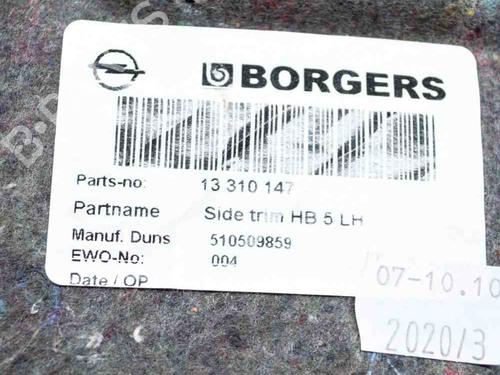 BORGERS
Parts-no: 13 310 147
Partname Side trim HB 5 LH
Manuf. Duns 510509859
EWO-No: 004
Date / OP
07-10.10
2020/3